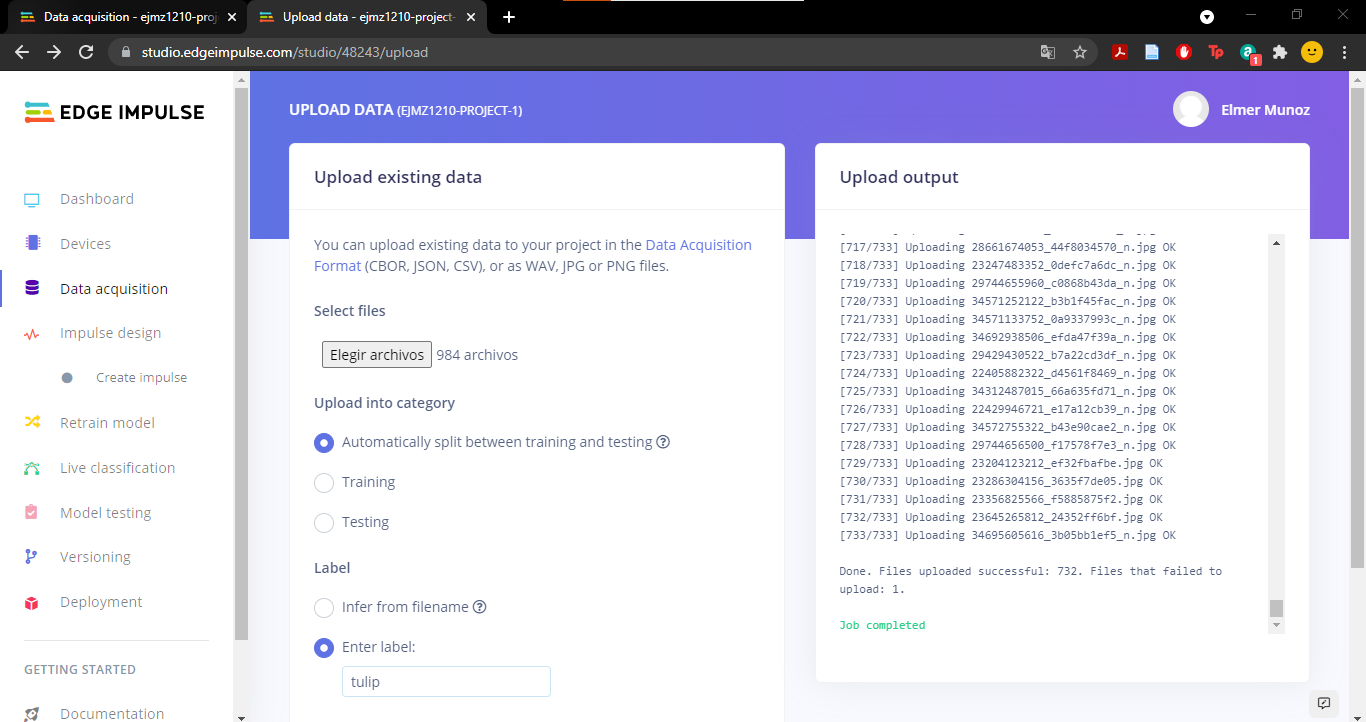 Data acquisition - ejmz1210-proj
Upload data - ejmz1210-project-
studio.edgeimpulse.com/studio/48243/upload
Tp
a
1
EDGE IMPULSE
Dashboard
Devices
Data acquisition
Impulse design
Create impulse
Retrain model
Live classification
Model testing
Versioning
Deployment
GETTING STARTED
Documentation
UPLOAD DATA (EJMZ1210-PROJECT-1)
Elmer Munoz
Upload existing data
You can upload existing data to your project in the Data Acquisition
Format (CBOR, JSON, CSV), or as WAV, JPG or PNG files.
Select files
Elegir archivos 984 archivos
Upload into category
Automatically split between training and testing ?
Training
Testing
Label
Infer from filename ?
Enter label:
tulip
Upload output
[717/733] Uploading 28661674053_44f8034570_n.jpg OK
[718/733] Uploading 23247483352_0defc7a6dc_n.jpg OK
[719/733] Uploading 29744655960_c0868b43da_n.jpg OK
[720/733] Uploading 34571252122_b3b1f45fac_n.jpg OK
[721/733] Uploading 34571133752_0a9337993c_n.jpg OK
[722/733] Uploading 34692938506_efda47f39a_n.jpg OK
[723/733] Uploading 29429430522_b7a22cd3df_n.jpg OK
[724/733] Uploading 22405882322_d4561f8469_n.jpg OK
[725/733] Uploading 34312487015_66a635fd71_n.jpg OK
[726/733] Uploading 22429946721_e17a12cb39_n.jpg OK
[727/733] Uploading 34572755322_b43e90cae2_n.jpg OK
[728/733] Uploading 29744656500_f17578f7e3_n.jpg OK
[729/733] Uploading 23204123212_ef32fbafbe.jpg OK
[730/733] Uploading 23286304156_3635f7de05.jpg OK
[731/733] Uploading 23356825566_f5885875f2.jpg OK
[732/733] Uploading 23645265812_24352ff6bf.jpg OK
[733/733] Uploading 34695605616_3b05bb1ef5_n.jpg OK
Done. Files uploaded successful: 732. Files that failed to
upload: 1.
Job completed